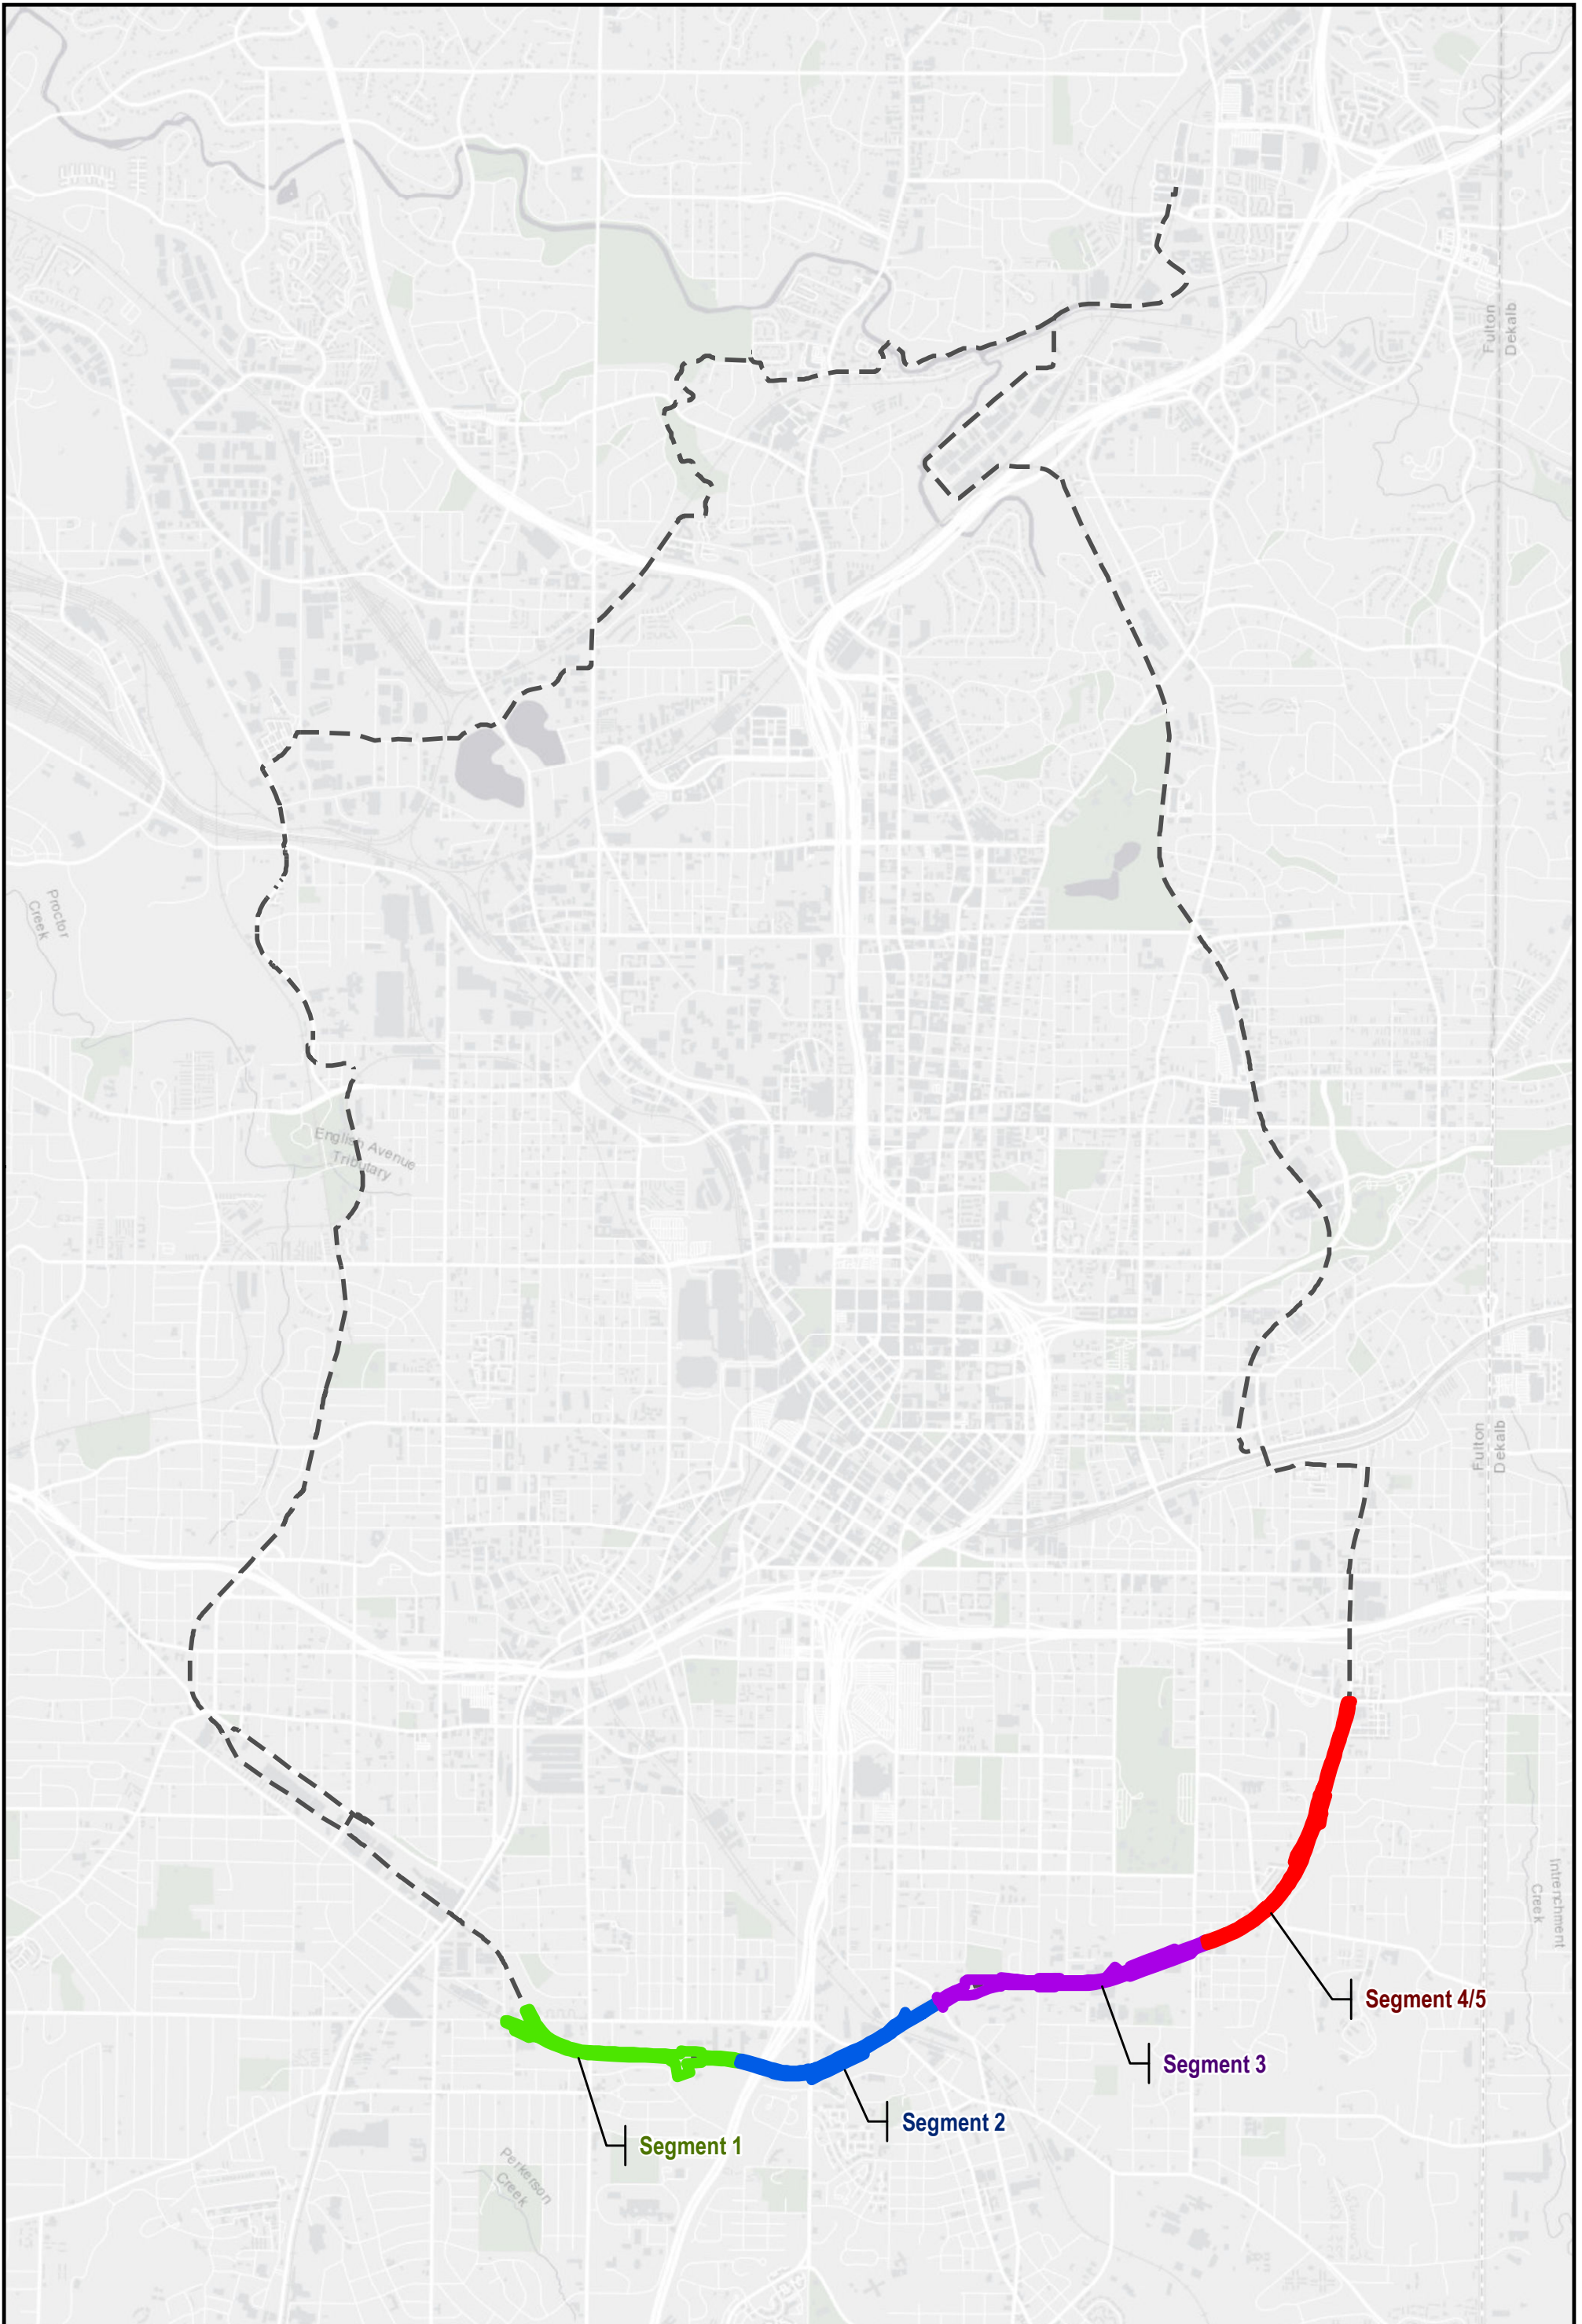 Fulton
Dekalb
Proctor
Creek
English Avenue
Tributary
Fulton
Dekalb
Intrenchment
Creek
Segment 4/5
Segment 3
Segment 2
Segment 1
Perkerson
Creek